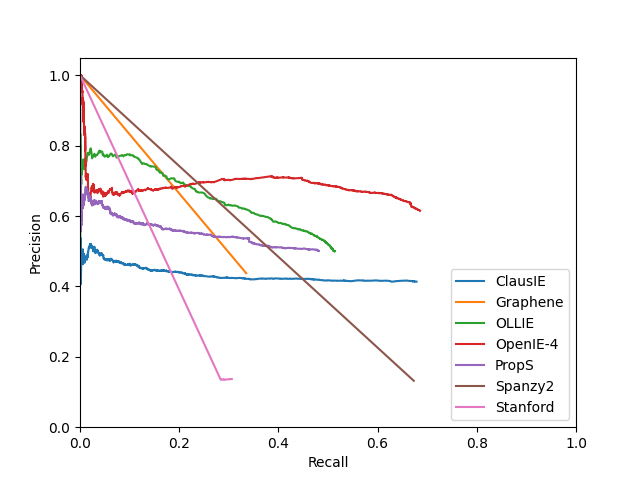 1.0
0.8
0.6
0.4
0.2
0.0
Precision
0.0 0.2 0.4 0.6 0.8 1.0
Recall
ClausIE
Graphene
OLLIE
OpenIE-4
PropS
Spanzy2
Stanford